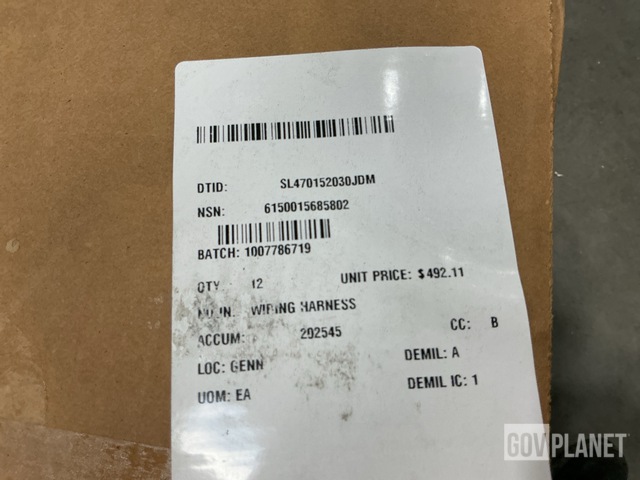 DTID: SL470152030JDM
NSN: 6150015685802
BATCH: 1007786719
QTY 12 UNIT PRICE: $492.11
WIRING HARNESS
ACCUM: 292545 CC: B
LOC: GENN DEMIL: A
UOM: EA DEMIL IC: 1
GOVPLANET